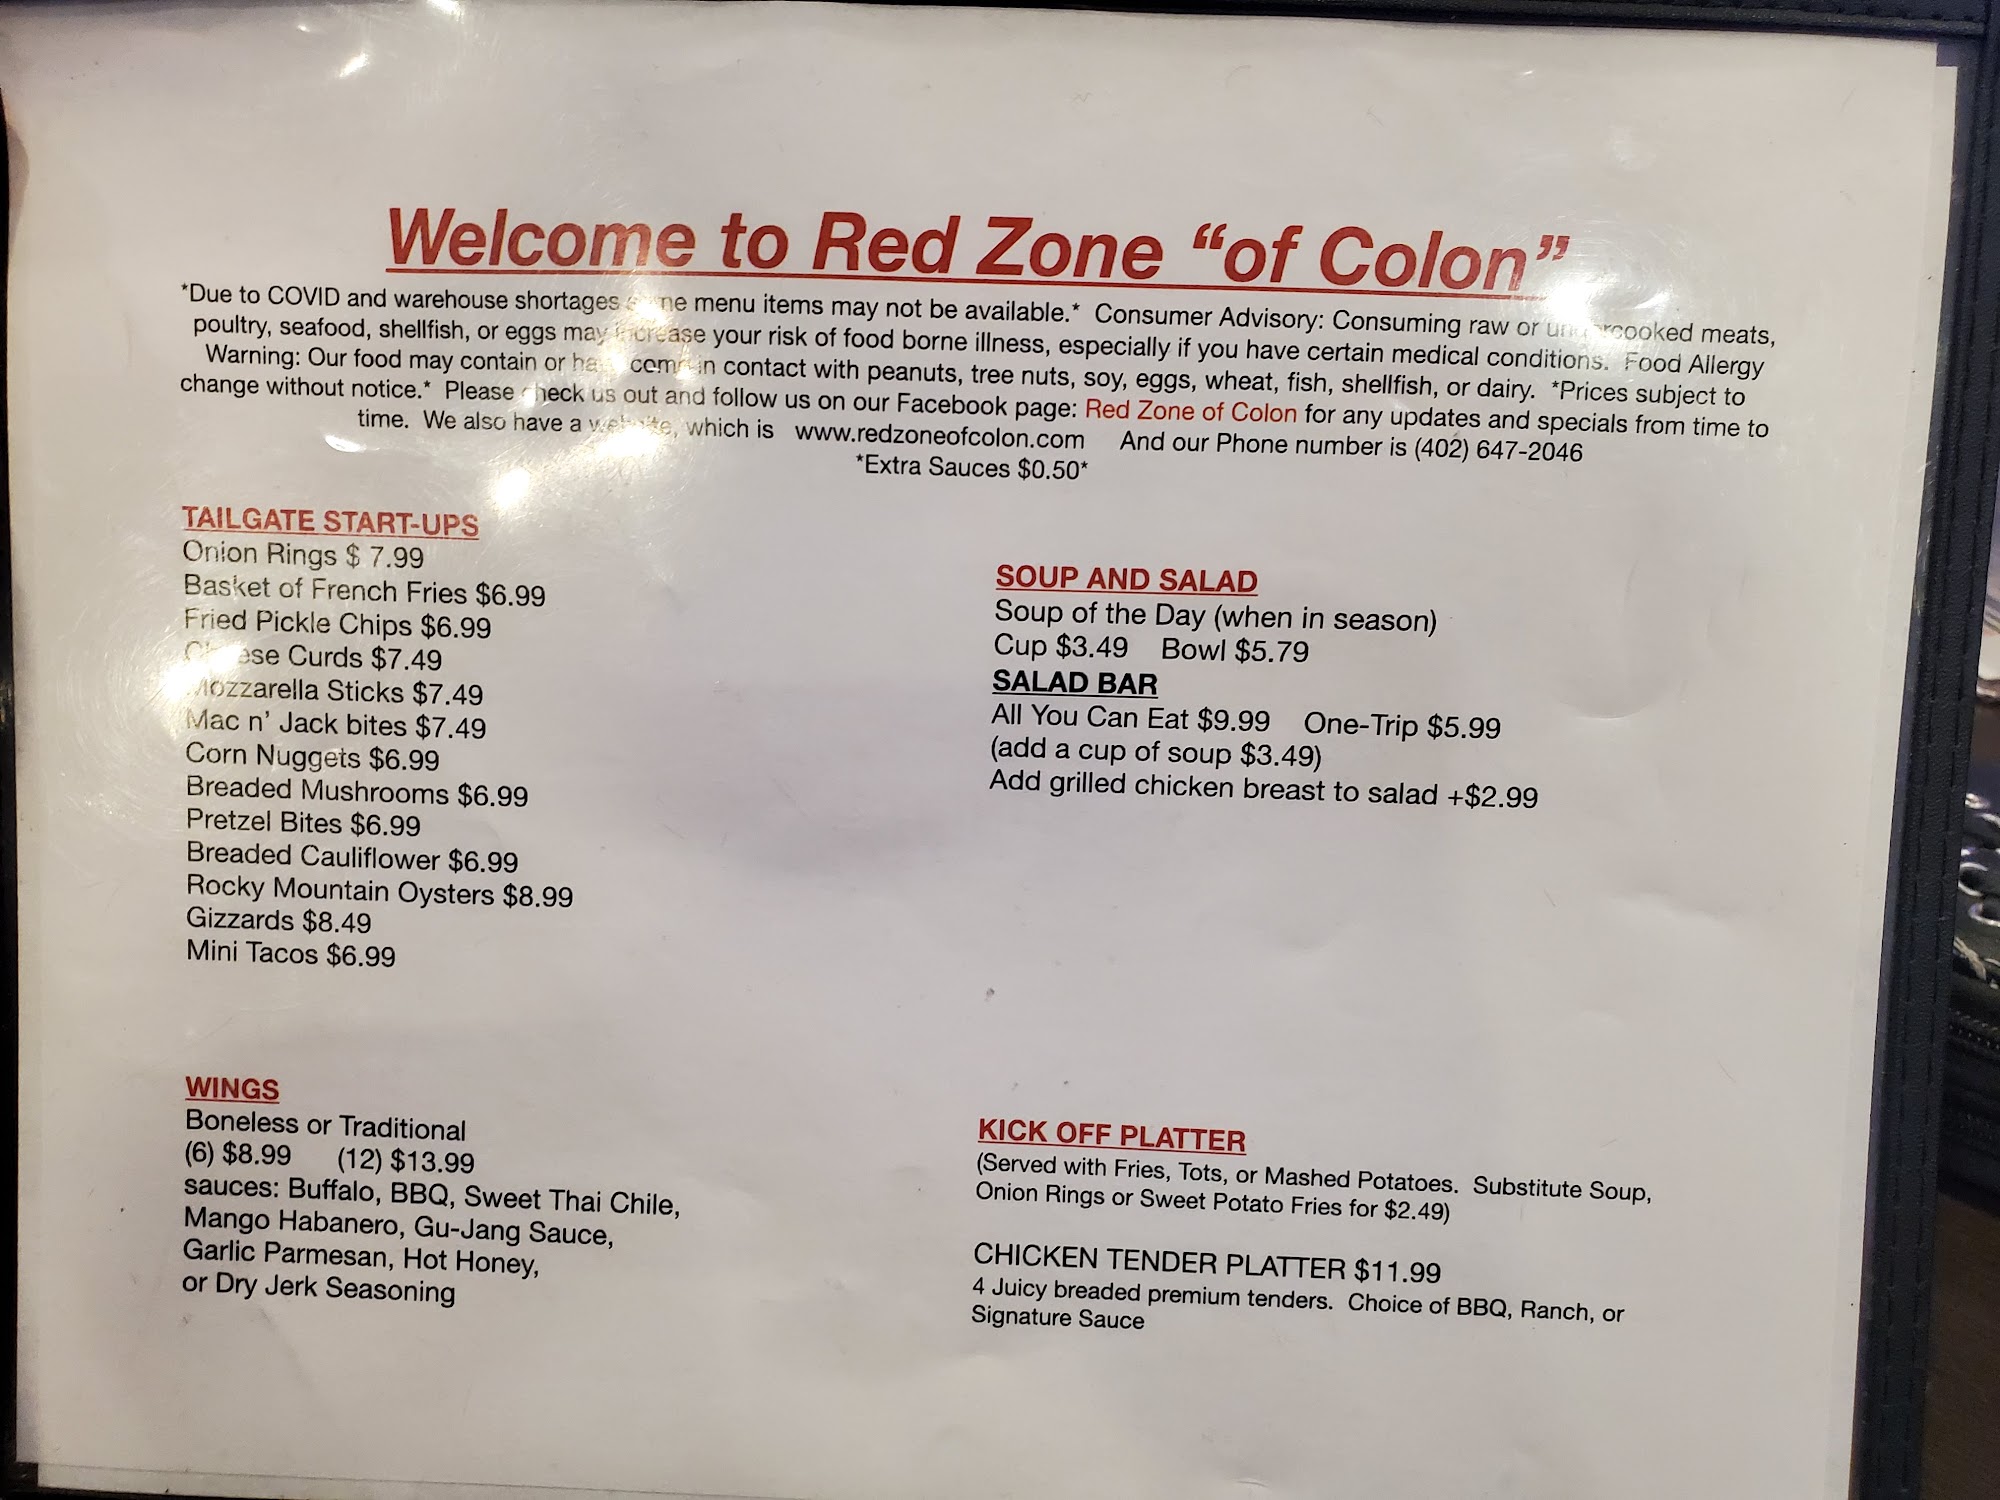 Welcome to Red Zone “of Colon”
*Due to COVID and warehouse shortages menu items may not be available.* Consumer Advisory: Consuming raw or undercooked meats,
poultry, seafood, shellfish, or eggs may increase your risk of food borne illness, especially if you have certain medical conditions. Food Allergy
Warning: Our food may contain or have come in contact with peanuts, tree nuts, soy, eggs, wheat, fish, shellfish, or dairy. *Prices subject to
change without notice.* Please check us out and follow us on our Facebook page: Red Zone of Colon for any updates and specials from time to
time. We also have a website, which is www.redzoneofcolon.com And our Phone number is (402) 647-2046
*Extra Sauces $0.50*
TAILGATE START-UPS
Onion Rings $ 7.99
Basket of French Fries $6.99
Fried Pickle Chips $6.99
Cheese Curds $7.49
Mozzarella Sticks $7.49
Mac n’ Jack bites $7.49
Corn Nuggets $6.99
Breaded Mushrooms $6.99
Pretzel Bites $6.99
Breaded Cauliflower $6.99
Rocky Mountain Oysters $8.99
Gizzards $8.49
Mini Tacos $6.99
SOUP AND SALAD
Soup of the Day (when in season)
Cup $3.49 Bowl $5.79
SALAD BAR
All You Can Eat $9.99 One-Trip $5.99
(add a cup of soup $3.49)
Add grilled chicken breast to salad +$2.99
WINGS
Boneless or Traditional
(6) $8.99 (12) $13.99
sauces: Buffalo, BBQ, Sweet Thai Chile,
Mango Habanero, Gu-Jang Sauce,
Garlic Parmesan, Hot Honey,
or Dry Jerk Seasoning
KICK OFF PLATTER
(Served with Fries, Tots, or Mashed Potatoes. Substitute Soup,
Onion Rings or Sweet Potato Fries for $2.49)
CHICKEN TENDER PLATTER $11.99
4 Juicy breaded premium tenders. Choice of BBQ, Ranch, or
Signature Sauce